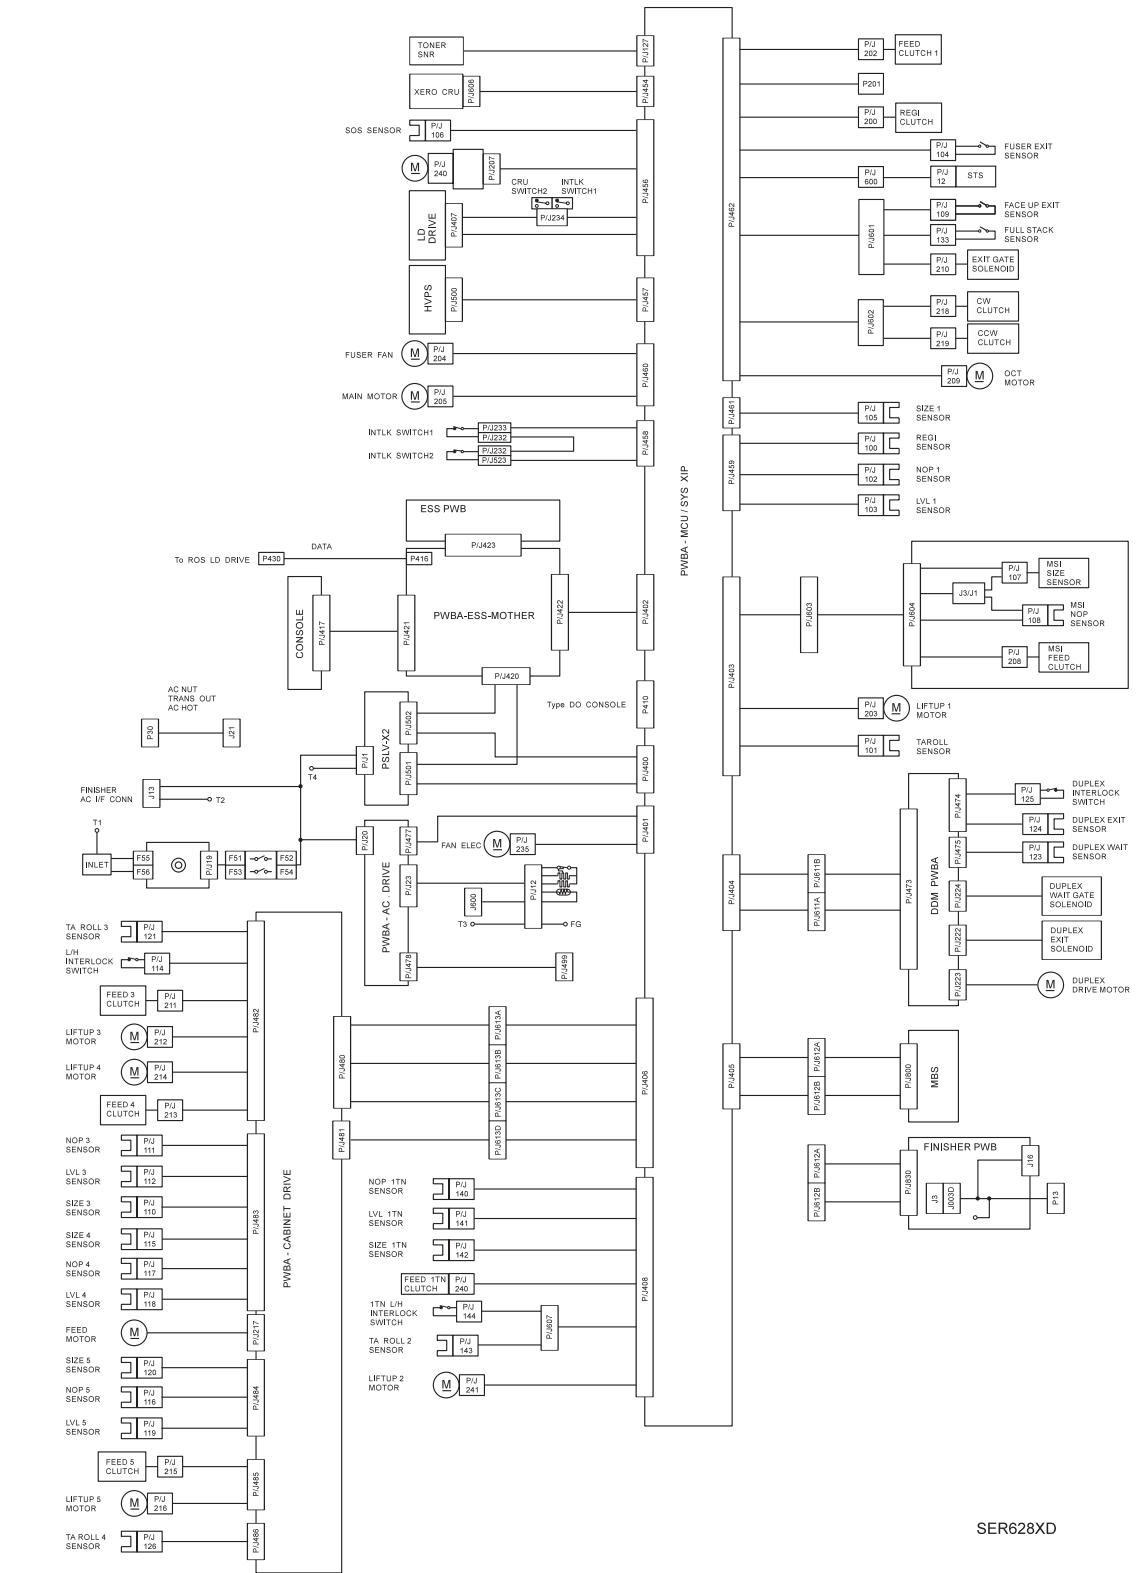 TONER
SNR
P/J127
XERO CRU
P/J606
P/J454
SOS SENSOR
P/J
106
M
P/J
240
P/J207
P/J456
CRU
SWITCH2
INTLK
SWITCH1
P/J234
LD
DRIVE
P/J407
HVPS
P/J500
P/J457
FUSER FAN
M
P/J
204
P/J460
MAIN MOTOR
M
P/J
205
INTLK SWITCH1
P/J233
P/J232
P/J458
INTLK SWITCH2
P/J232
P/J523
PWBA - MCU / SYS XIP
ESS PWB
P/J423
To ROS LD DRIVE
P430
DATA
P416
PWBA-ESS-MOTHER
P/J422
P/J402
CONSOLE
P/J417
P/J421
P/J420
Type DO CONSOLE
P410
AC NUT
TRANS OUT
AC HOT
P30
J21
PSLV-X2
P/J1
P/J502
P/J501
P/J400
T4
FINISHER
AC I/F CONN
J13
T2
T1
INLET
F55
F56
P/J19
F51
F53
F52
F54
PWBA - AC DRIVE
P/J20
P/J477
P/J23
P/J478
P/J401
FAN ELEC
M
P/J
235
J600
P/J12
T3
FG
P/J499
P/J462
P/J
202
FEED
CLUTCH 1
P201
P/J
200
REGI
CLUTCH
P/J
104
FUSER EXIT
SENSOR
P/J
600
P/J
12
STS
P/J601
P/J
109
FACE UP EXIT
SENSOR
P/J
133
FULL STACK
SENSOR
P/J
210
EXIT GATE
SOLENOID
P/J602
P/J
218
CW
CLUTCH
P/J
219
CCW
CLUTCH
P/J
209
M
OCT
MOTOR
P/J461
P/J
105
SIZE 1
SENSOR
P/J459
P/J
100
REGI
SENSOR
P/J
102
NOP 1
SENSOR
P/J
103
LVL 1
SENSOR
P/J403
P/J603
P/J604
P/J
107
MSI
SIZE
SENSOR
J3/J1
P/J
108
MSI
NOP
SENSOR
P/J
208
MSI
FEED
CLUTCH
P/J
203
M
LIFTUP 1
MOTOR
P/J
101
TAROLL
SENSOR
P/J404
P/J611B
P/J611A
P/J473
DDM PWBA
P/J474
P/J
125
DUPLEX
INTERLOCK
SWITCH
P/J
124
DUPLEX EXIT
SENSOR
P/J475
P/J
123
DUPLEX WAIT
SENSOR
P/J224
DUPLEX
WAIT GATE
SOLENOID
P/J222
DUPLEX
EXIT
SOLENOID
P/J223
M
DUPLEX
DRIVE MOTOR
P/J405
P/J612A
P/J612B
P/J800
MBS
P/J612A
P/J612B
P/J830
FINISHER PWB
J16
J3
J003D
P13
PWBA - CABINET DRIVE
TA ROLL 3
SENSOR
P/J
121
L/H
INTERLOCK
SWITCH
P/J
114
FEED 3
CLUTCH
P/J
211
P/J482
LIFTUP 3
MOTOR
M
P/J
212
LIFTUP 4
MOTOR
M
P/J
214
FEED 4
CLUTCH
P/J
213
NOP 3
SENSOR
P/J
111
LVL 3
SENSOR
P/J
112
SIZE 3
SENSOR
P/J
110
P/J483
SIZE 4
SENSOR
P/J
115
NOP 4
SENSOR
P/J
117
LVL 4
SENSOR
P/J
118
FEED
MOTOR
M
P/J217
SIZE 5
SENSOR
P/J
120
NOP 5
SENSOR
P/J
116
P/J484
LVL 5
SENSOR
P/J
119
FEED 5
CLUTCH
P/J
215
P/J485
LIFTUP 5
MOTOR
M
P/J
216
TA ROLL 4
SENSOR
P/J
126
P/J486
P/J480
P/J481
P/J613A
P/J613B
P/J613C
P/J613D
P/J406
NOP 1TN
SENSOR
P/J
140
LVL 1TN
SENSOR
P/J
141
SIZE 1TN
SENSOR
P/J
142
FEED 1TN
CLUTCH
P/J
240
P/J408
1TN L/H
INTERLOCK
SWITCH
P/J
144
P/J607
TA ROLL 2
SENSOR
P/J
143
LIFTUP 2
MOTOR
M
P/J
241
SER628XD